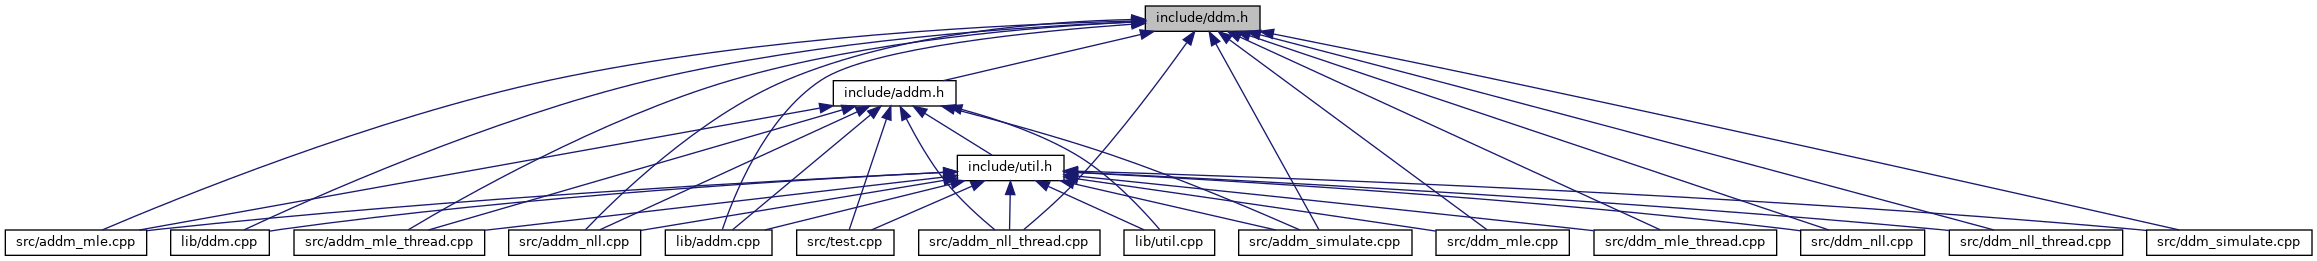 include/ddm.h
include/addm.h
include/util.h
src/addm_mle.cpp
lib/ddm.cpp
src/addm_mle_thread.cpp
src/addm_nll.cpp
lib/addm.cpp
src/test.cpp
src/addm_nll_thread.cpp
lib/util.cpp
src/addm_simulate.cpp
src/ddm_mle.cpp
src/ddm_mle_thread.cpp
src/ddm_nll.cpp
src/ddm_nll_thread.cpp
src/ddm_simulate.cpp